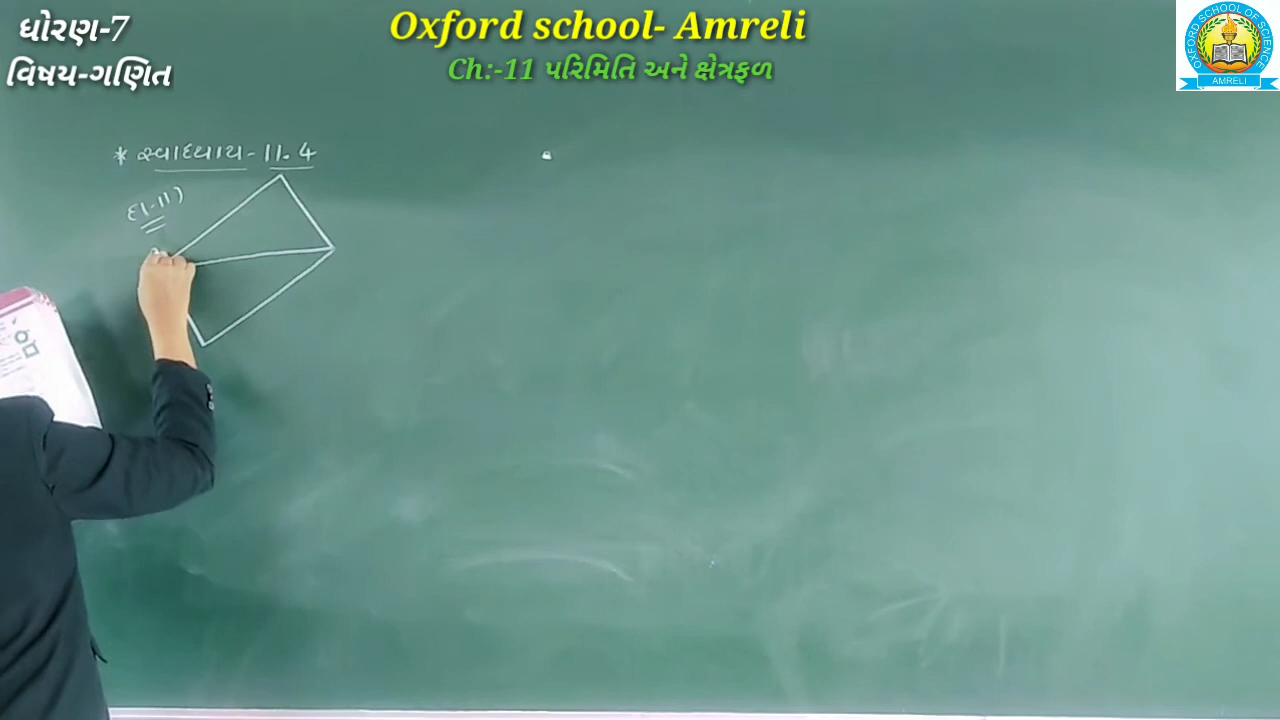 ધોરણ-7
વિષય-ગણિત
Oxford school- Amreli
Ch:-11 પરિમિતિ અને ક્ષેત્રફળ
OXFORD SCHOOL OF SCIENCE
AMRELI
* સ્વાધ્યાય - 11.4